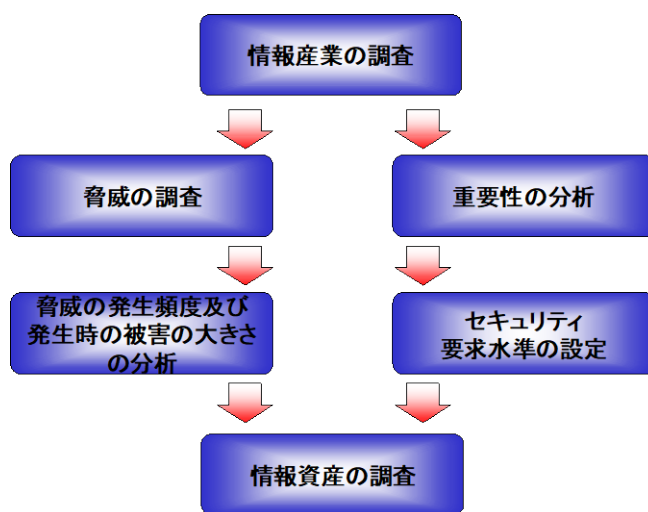 情報産業の調査
脅威の調査
重要性の分析
脅威の発生頻度及び
発生時の被害の大きさ
の分析
セキュリティ
要求水準の設定
情報資産の調査